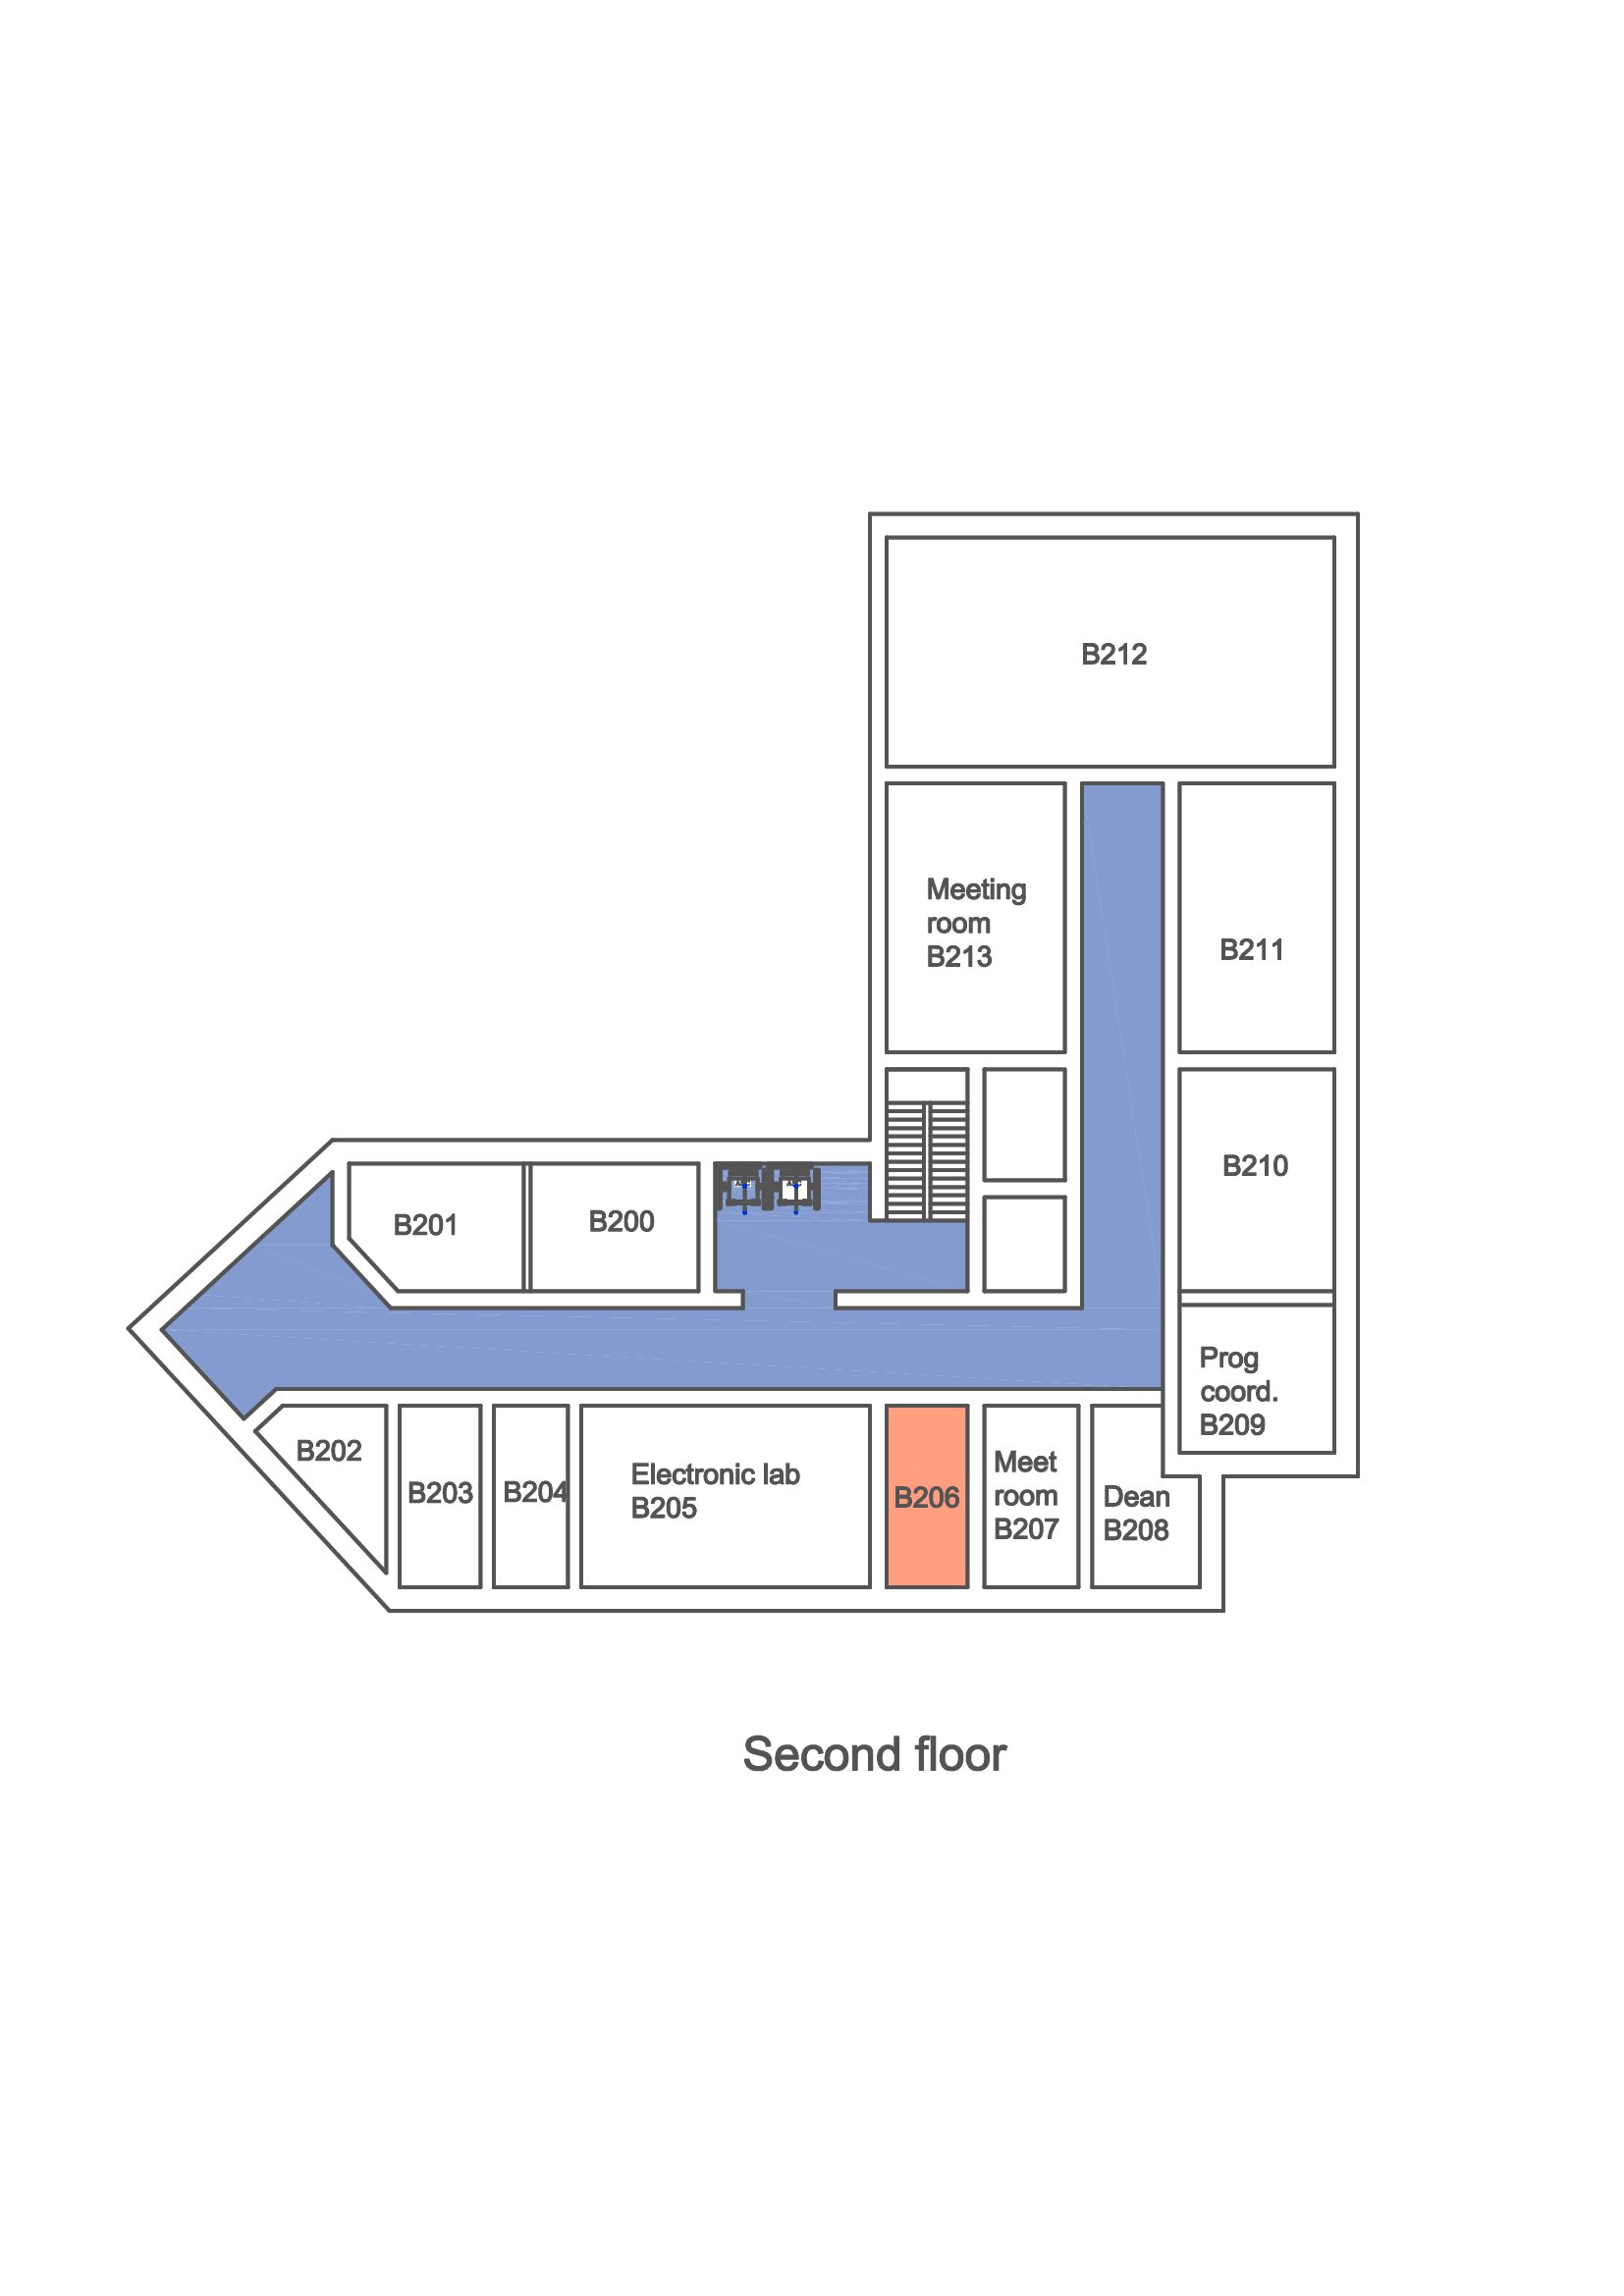 B212
Meeting
room
B213
B211
B210
B201
B200
Prog
coord.
B209
B202
B203
B204
Electronic lab
B205
B206
Meet
room
B207
Dean
B208
Second floor